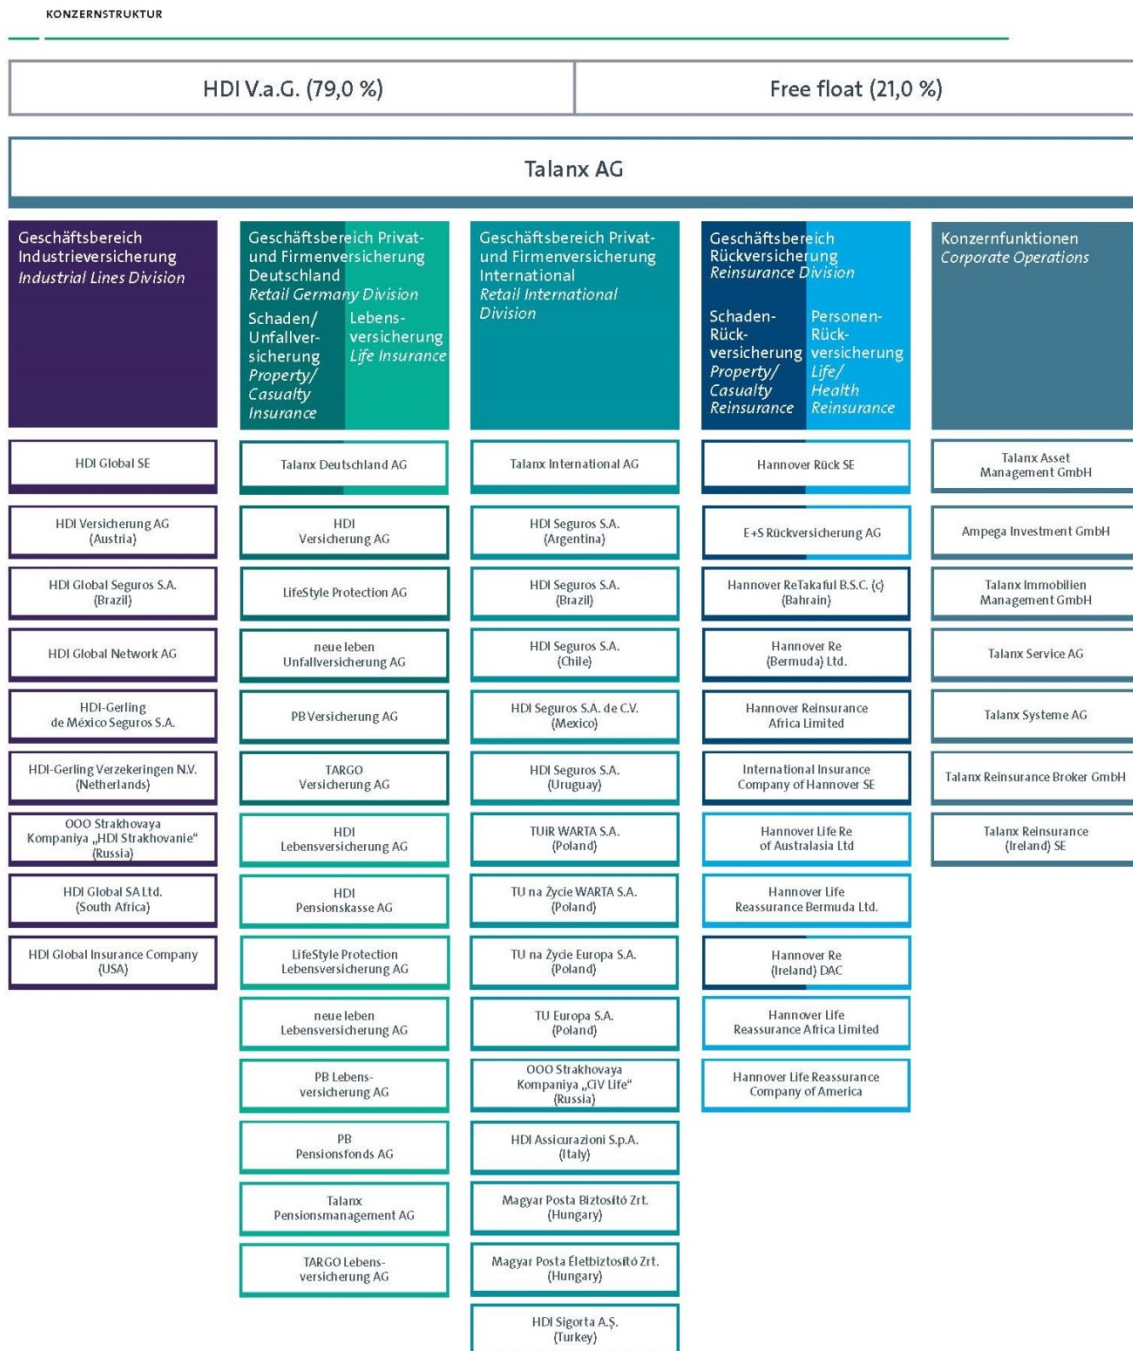 KONZERNSTRUKTUR
HDI V.a.G. (79,0 %)
Free float (21,0 %)
Talanx AG
Geschäftsbereich
Industrieversicherung
Industrial Lines Division
HDI Global SE
HDI Versicherung AG
(Austria)
HDI Global Seguros S.A.
(Brazil)
HDI Global Network AG
HDI-Gerling
de México Seguros S.A.
HDI-Gerling Verzekeringen N.V.
(Netherlands)
OOO Strakhovaya
Kompaniya „HDI Strakhovanie“
(Russia)
HDI Global SA Ltd.
(South Africa)
HDI Global Insurance Company
(USA)
Geschäftsbereich Privat-
und Firmenversicherung
Deutschland
Retail Germany Division
Schaden/
Unfallver-
sicherung
Property/
Casualty
Insurance
Lebens-
versicherung
Life Insurance
Talanx Deutschland AG
HDI
Versicherung AG
LifeStyle Protection AG
neue leben
Unfallversicherung AG
PB Versicherung AG
TARGO
Versicherung AG
HDI
Lebensversicherung AG
HDI
Pensionskasse AG
LifeStyle Protection
Lebensversicherung AG
neue leben
Lebensversicherung AG
PB Lebens-
versicherung AG
PB
Pensionsfonds AG
Talanx
Pensionsmanagement AG
TARGO Lebens-
versicherung AG
Geschäftsbereich Privat-
und Firmenversicherung
International
Retail International
Division
Talanx International AG
HDI Seguros S.A.
(Argentina)
HDI Seguros S.A.
(Brazil)
HDI Seguros S.A.
(Chile)
HDI Seguros S.A. de C.V.
(Mexico)
HDI Seguros S.A.
(Uruguay)
TUiR WARTA S.A.
(Poland)
TU na Życie WARTA S.A.
(Poland)
TU na Życie Europa S.A.
(Poland)
TU Europa S.A.
(Poland)
OOO Strakhovaya
Kompaniya „CiV Life“
(Russia)
HDI Assicurazioni S.p.A.
(Italy)
Magyar Posta Biztosító Zrt.
(Hungary)
Magyar Posta Életbiztosító Zrt.
(Hungary)
HDI Sigorta A.Ş.
(Turkey)
Geschäftsbereich
Rückversicherung
Reinsurance Division
Schaden-
Rück-
versicherung
Property/
Casualty
Reinsurance
Personen-
Rück-
versicherung
Life/
Health
Reinsurance
Hannover Rück SE
E+S Rückversicherung AG
Hannover ReTakaful B.S.C. (c)
(Bahrain)
Hannover Re
(Bermuda) Ltd.
Hannover Reinsurance
Africa Limited
International Insurance
Company of Hannover SE
Hannover Life Re
of Australasia Ltd
Hannover Life
Reassurance Bermuda Ltd.
Hannover Re
(Ireland) DAC
Hannover Life
Reassurance Africa Limited
Hannover Life Reassurance
Company of America
Konzernfunktionen
Corporate Operations
Talanx Asset
Management GmbH
Ampega Investment GmbH
Talanx Immobilien
Management GmbH
Talanx Service AG
Talanx Systeme AG
Talanx Reinsurance Broker GmbH
Talanx Reinsurance
(Ireland) SE